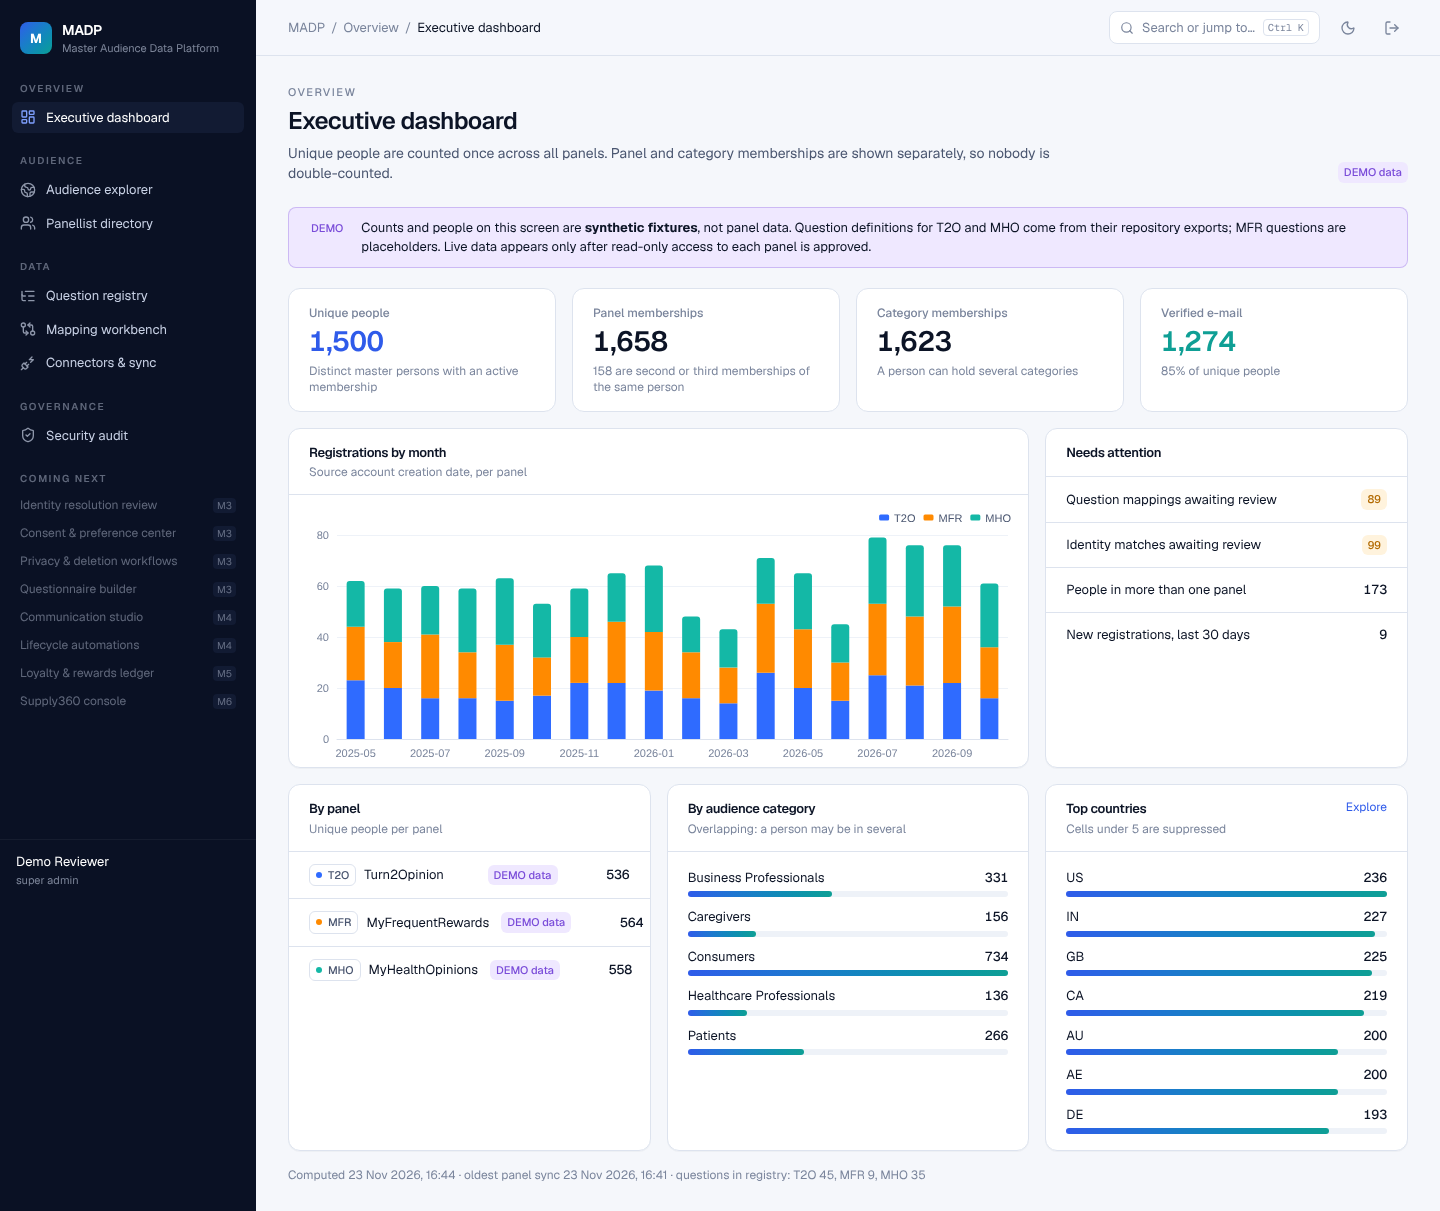 M
MADP
Master Audience Data Platform
OVERVIEW
Executive dashboard
AUDIENCE
Audience explorer
Panellist directory
DATA
Question registry
Mapping workbench
Connectors & sync
GOVERNANCE
Security audit
COMING NEXT
Identity resolution review M3
Consent & preference center M3
Privacy & deletion workflows M3
Questionnaire builder M3
Communication studio M4
Lifecycle automations M4
Loyalty & rewards ledger M5
Supply360 console M6
Demo Reviewer
super admin
MADP / Overview / Executive dashboard
Search or jump to... Ctrl K
OVERVIEW
Executive dashboard
Unique people are counted once across all panels. Panel and category memberships are shown separately, so nobody is
double-counted.
DEMO data
DEMO
Counts and people on this screen are synthetic fixtures, not panel data. Question definitions for T2O and MHO come from their repository exports; MFR questions are
placeholders. Live data appears only after read-only access to each panel is approved.
Unique people
1,500
Distinct master persons with an active
membership
Panel memberships
1,658
158 are second or third memberships of
the same person
Category memberships
1,623
A person can hold several categories
Verified e-mail
1,274
85% of unique people
Registrations by month
Source account creation date, per panel
T2O MFR MHO
80
60
40
20
0
2025-05 2025-07 2025-09 2025-11 2026-01 2026-03 2026-05 2026-07 2026-09
Needs attention
Question mappings awaiting review 89
Identity matches awaiting review 99
People in more than one panel 173
New registrations, last 30 days 9
By panel
Unique people per panel
T2O Turn2Opinion DEMO data 536
MFR MyFrequentRewards DEMO data 564
MHO MyHealthOpinions DEMO data 558
By audience category
Overlapping: a person may be in several
Business Professionals 331
Caregivers 156
Consumers 734
Healthcare Professionals 136
Patients 266
Top countries Explore
Cells under 5 are suppressed
US 236
IN 227
GB 225
CA 219
AU 200
AE 200
DE 193
Computed 23 Nov 2026, 16:44 · oldest panel sync 23 Nov 2026, 16:41 · questions in registry: T2O 45, MFR 9, MHO 35